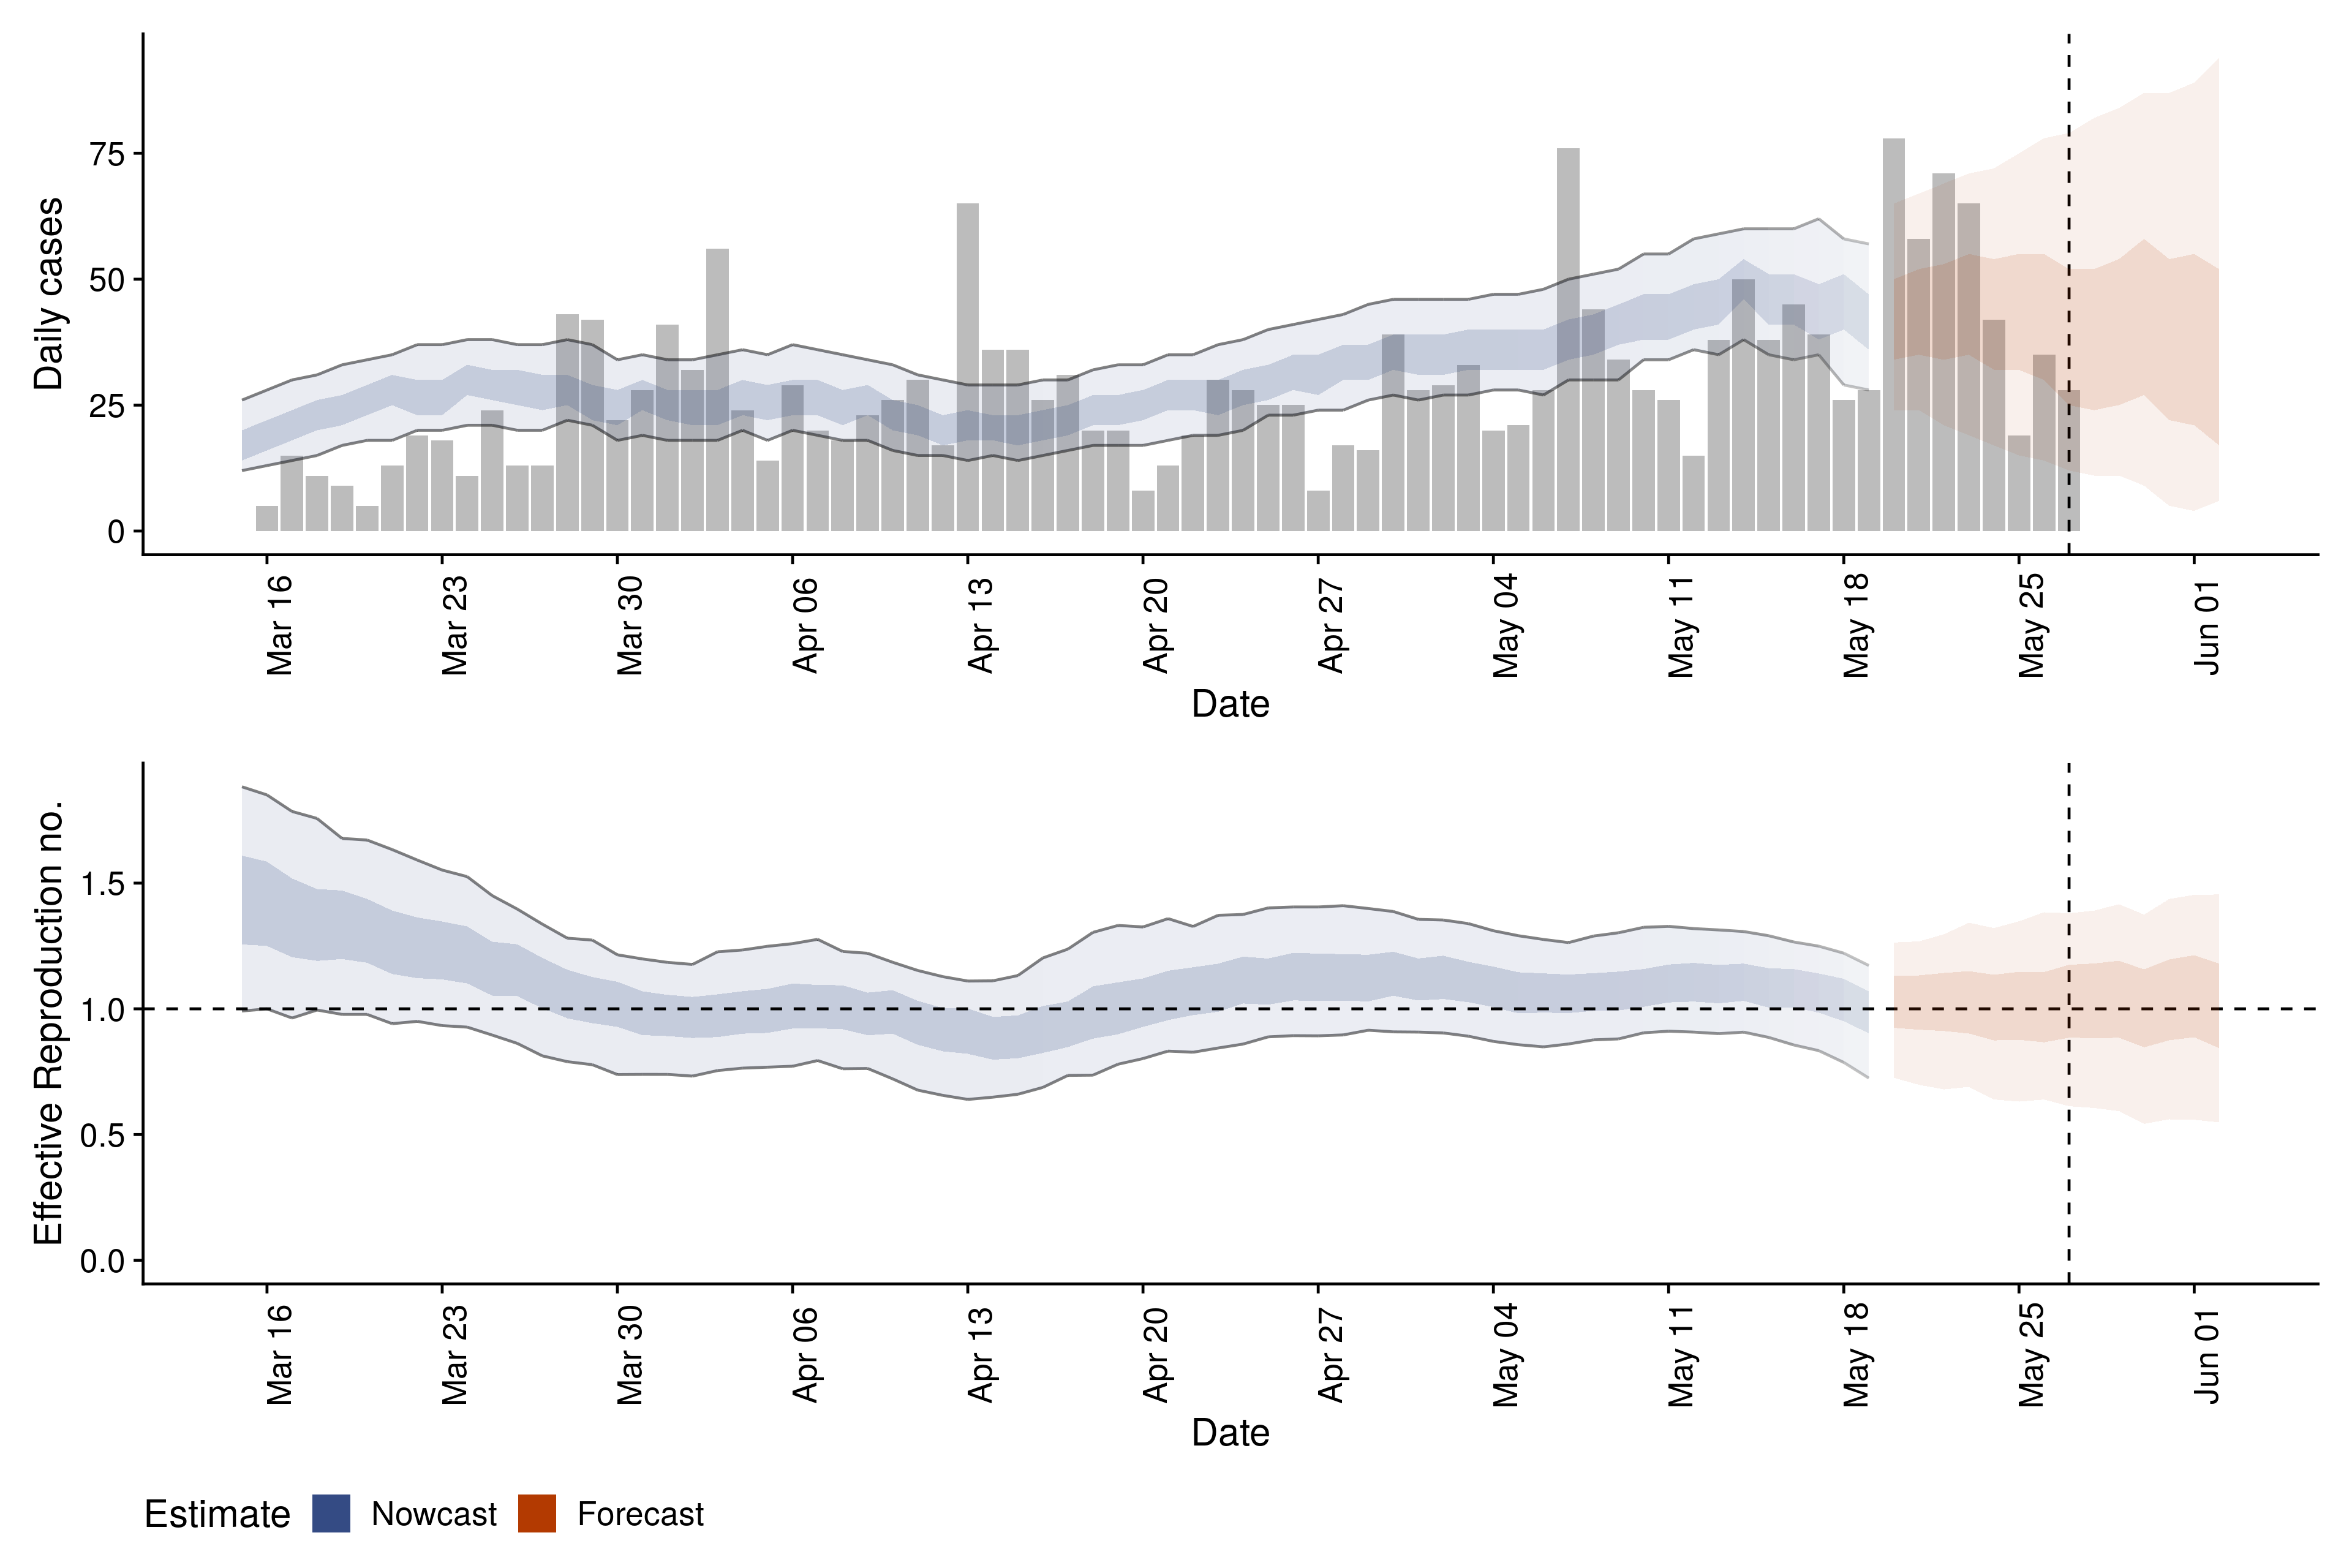 Daily cases
75
50
25
0
Mar 16
Mar 23
Mar 30
Apr 06
Apr 13
Apr 20
Apr 27
May 04
May 11
May 18
May 25
Jun 01
Date
Effective Reproduction no.
1.5
1.0
0.5
0.0
Mar 16
Mar 23
Mar 30
Apr 06
Apr 13
Apr 20
Apr 27
May 04
May 11
May 18
May 25
Jun 01
Date
Estimate Nowcast Forecast